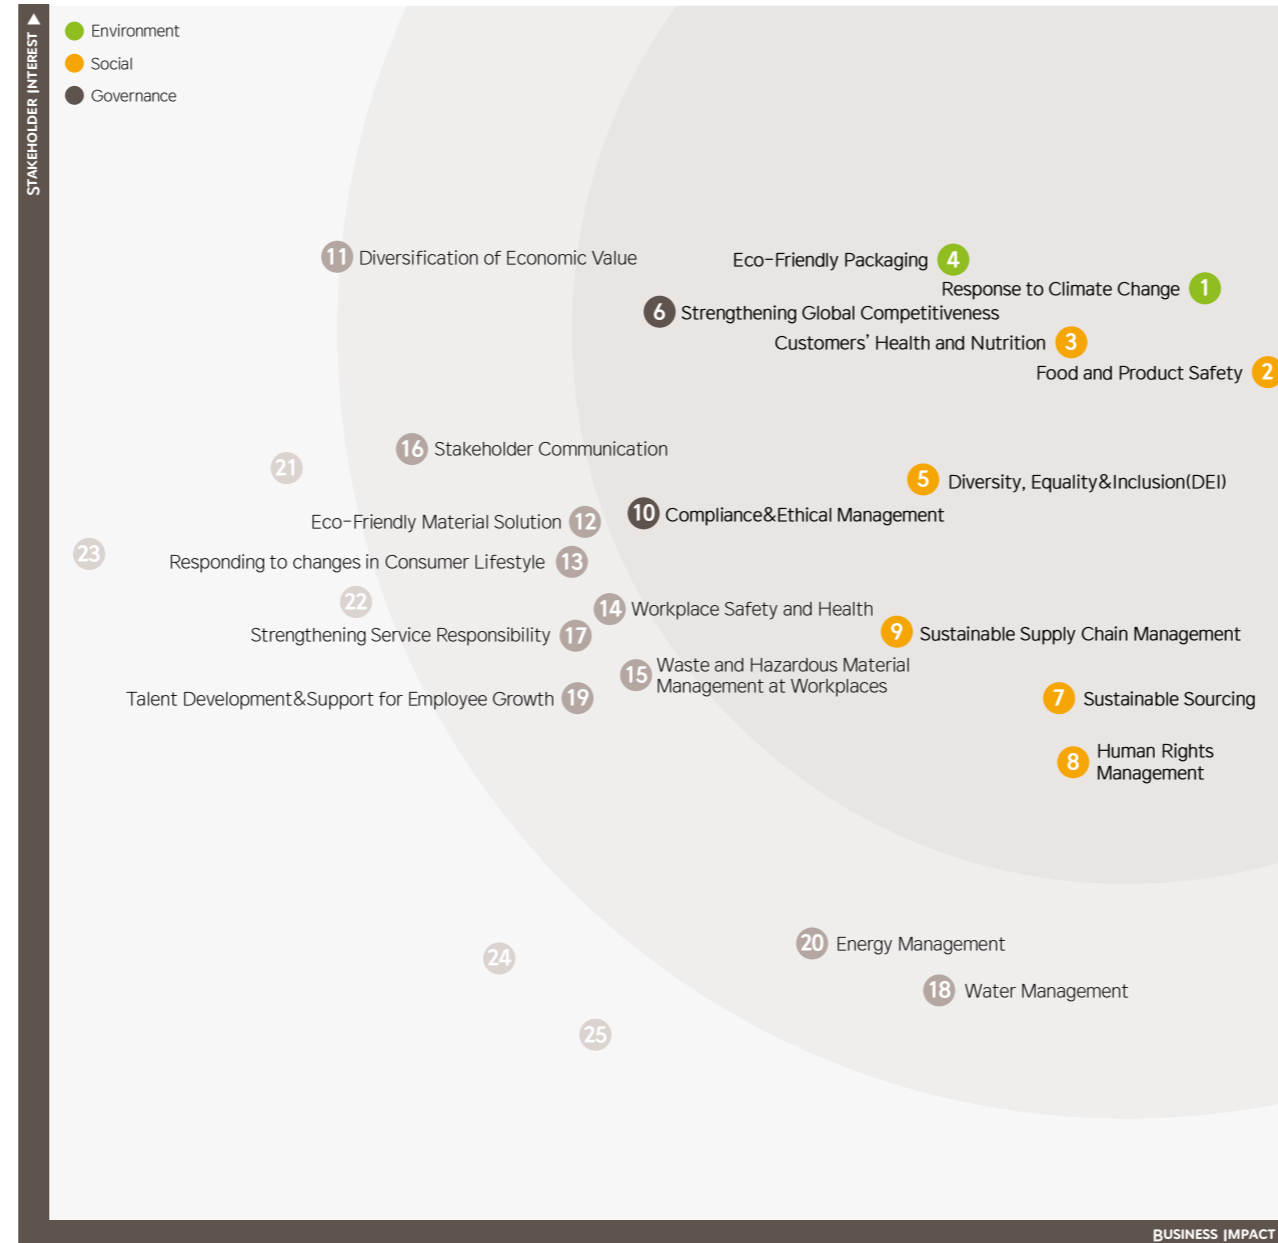 STAKEHOLDER INTEREST ▲
Environment
Social
Governance
11 Diversification of Economic Value
Eco-Friendly Packaging 4
Response to Climate Change 1
6 Strengthening Global Competitiveness
Customers' Health and Nutrition 3
Food and Product Safety 2
16 Stakeholder Communication
21
5 Diversity, Equality&Inclusion(DEI)
10 Compliance&Ethical Management
Eco-Friendly Material Solution 12
23
Responding to changes in Consumer Lifestyle 13
22
14 Workplace Safety and Health
Strengthening Service Responsibility 17
9 Sustainable Supply Chain Management
15 Waste and Hazardous Material
Management at Workplaces
Talent Development&Support for Employee Growth 19
7 Sustainable Sourcing
8 Human Rights
Management
20 Energy Management
24
18 Water Management
25
BUSINESS IMPACT